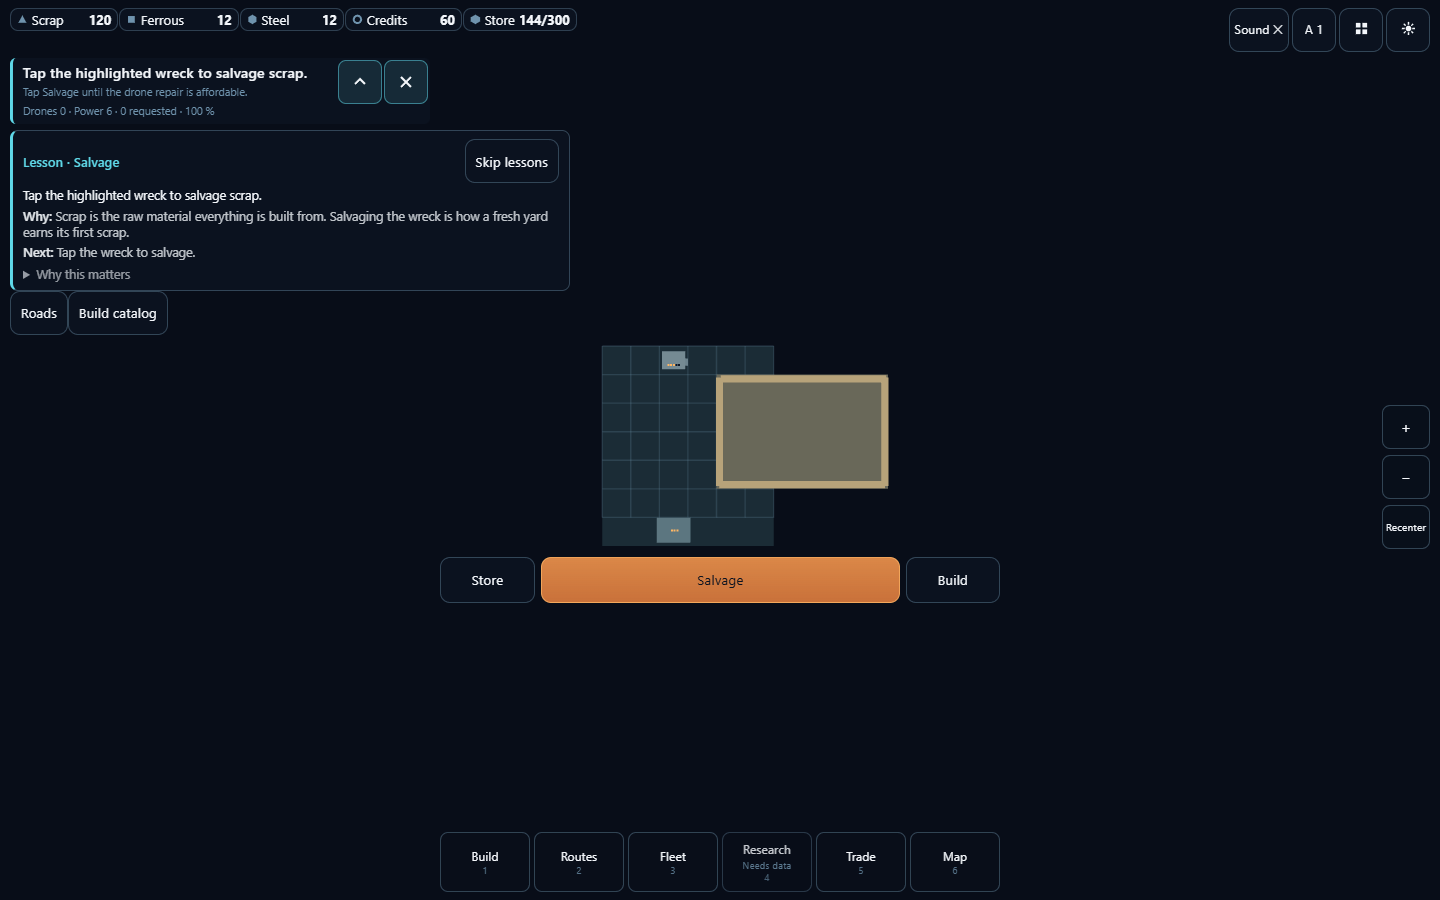 Scrap 120
Ferrous 12
Steel 12
Credits 60
Store 144/300
Sound
A 1
Tap the highlighted wreck to salvage scrap.
Tap Salvage until the drone repair is affordable.
Drones 0 · Power 6 · 0 requested · 100 %
Lesson · Salvage
Skip lessons
Tap the highlighted wreck to salvage scrap.
Why: Scrap is the raw material everything is built from. Salvaging the wreck is how a fresh yard
earns its first scrap.
Next: Tap the wreck to salvage.
Why this matters
Roads
Build catalog
+
−
Recenter
Store
Salvage
Build
Build
1
Routes
2
Fleet
3
Research
Needs data
4
Trade
5
Map
6